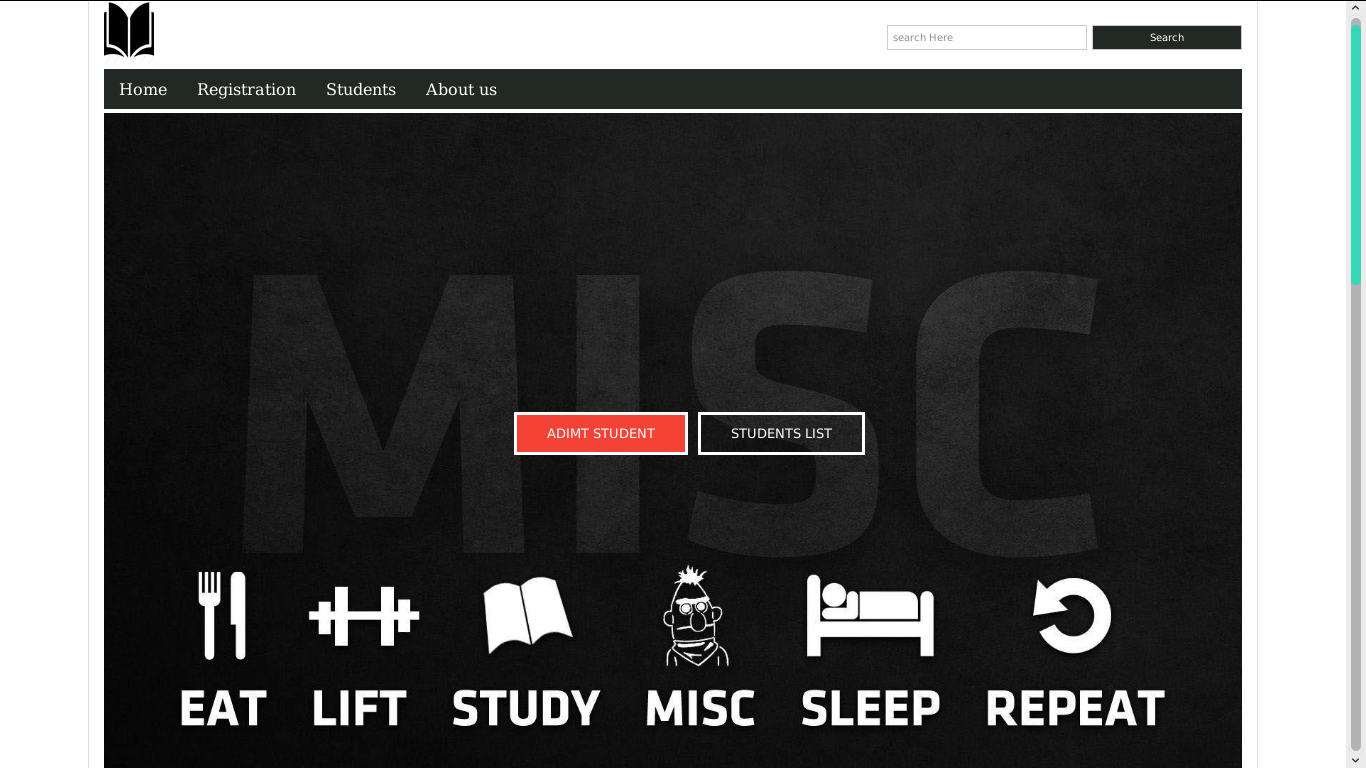 search Here
Search
Home Registration Students About us
MISC
ADIMT STUDENT STUDENTS LIST
EAT LIFT STUDY MISC SLEEP REPEAT